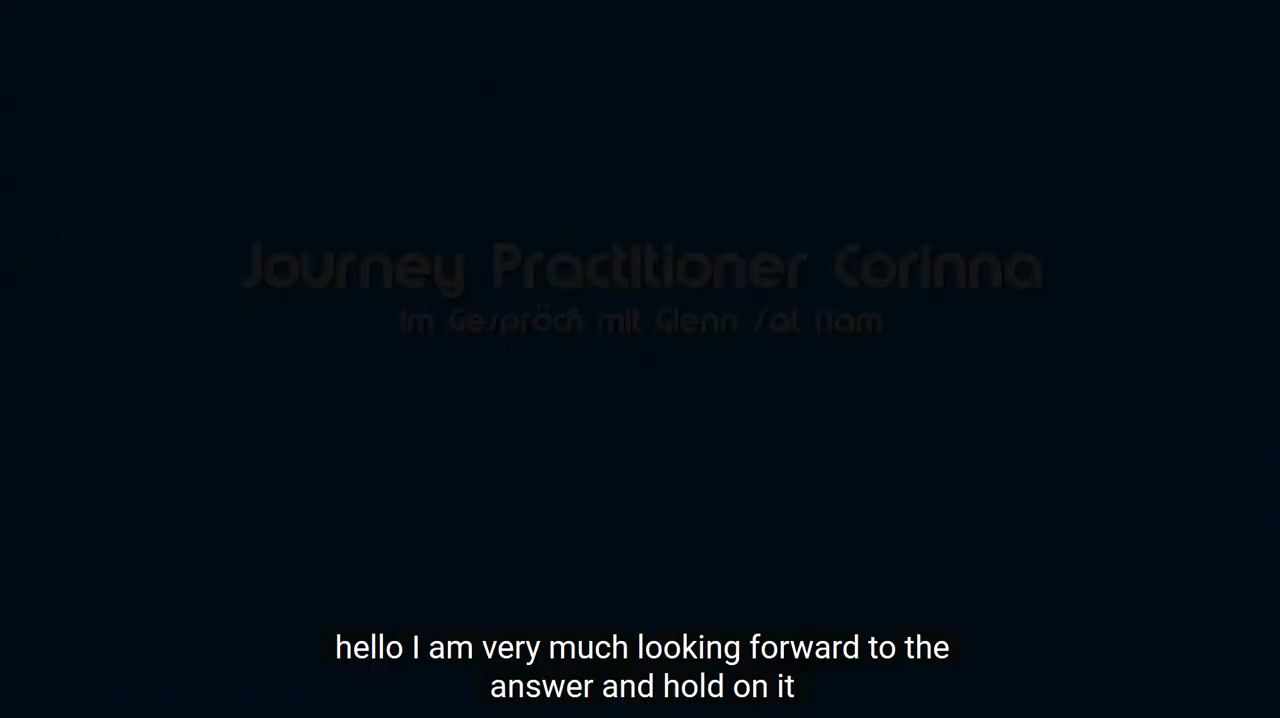 Journey Practitioner Corinna
Im Gespräch mit Glenn Sat Nam
hello I am very much looking forward to the
answer and hold on it